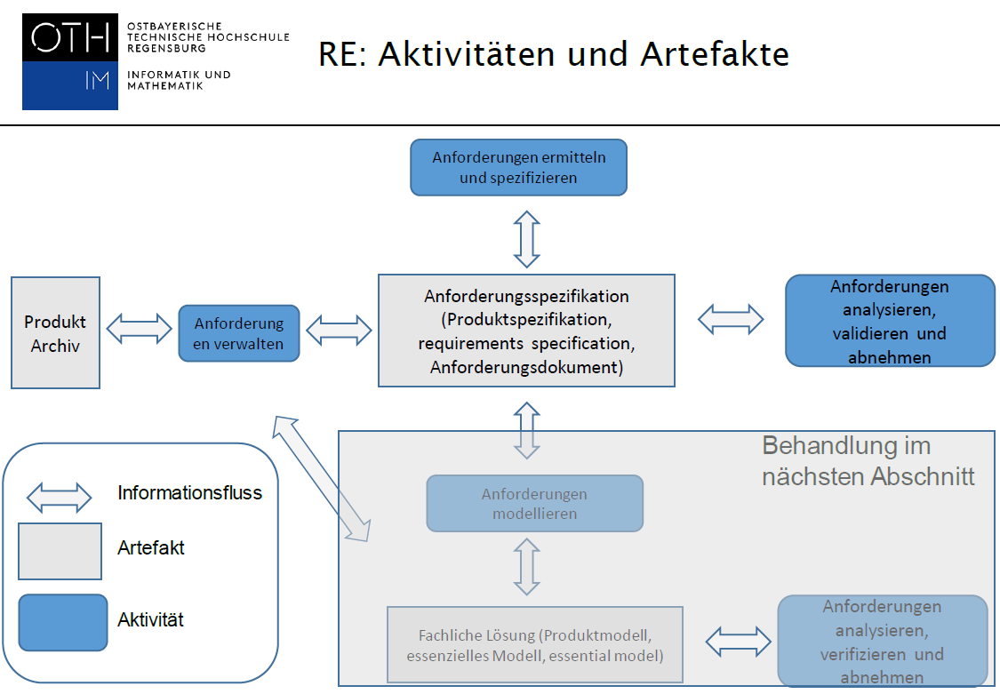 OTH
OSTBAYERISCHE
TECHNISCHE HOCHSCHULE
REGENSBURG
IM
INFORMATIK UND
MATHEMATIK
RE: Aktivitäten und Artefakte
Anforderungen ermitteln
und spezifizieren
Produkt
Archiv
Anforderung
en verwalten
Anforderungsspezifikation
(Produktspezifikation,
requirements specification,
Anforderungsdokument)
Anforderungen
analysieren,
validieren und
abnehmen
Behandlung im
nächsten Abschnitt
Anforderungen
modellieren
Fachliche Lösung (Produktmodell,
essenzielles Modell, essential model)
Anforderungen
analysieren,
verifizieren und
abnehmen
Informationsfluss
Artefakt
Aktivität